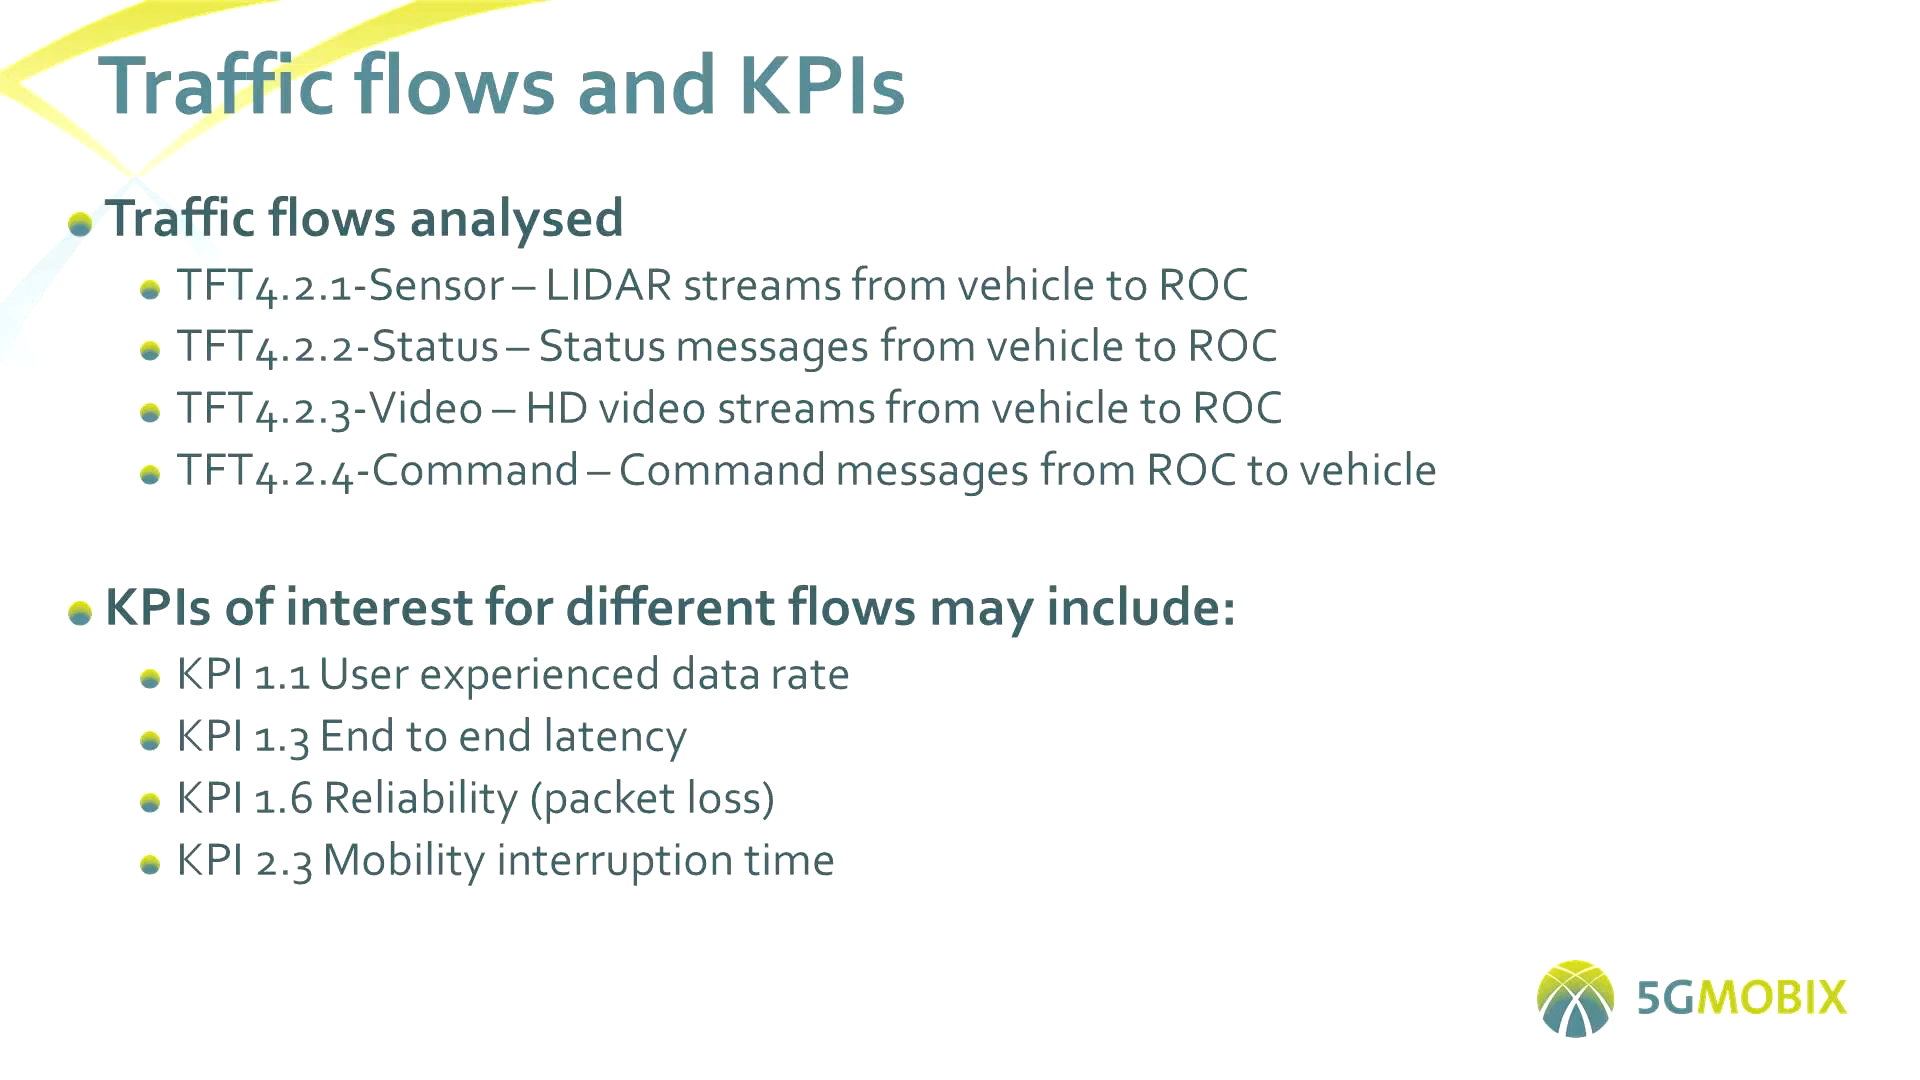 Traffic flows and KPIs
Traffic flows analysed
TFT4.2.1-Sensor – LIDAR streams from vehicle to ROC
TFT4.2.2-Status – Status messages from vehicle to ROC
TFT4.2.3-Video – HD video streams from vehicle to ROC
TFT4.2.4-Command – Command messages from ROC to vehicle
KPIs of interest for different flows may include:
KPI 1.1 User experienced data rate
KPI 1.3 End to end latency
KPI 1.6 Reliability (packet loss)
KPI 2.3 Mobility interruption time
5GMOBIX